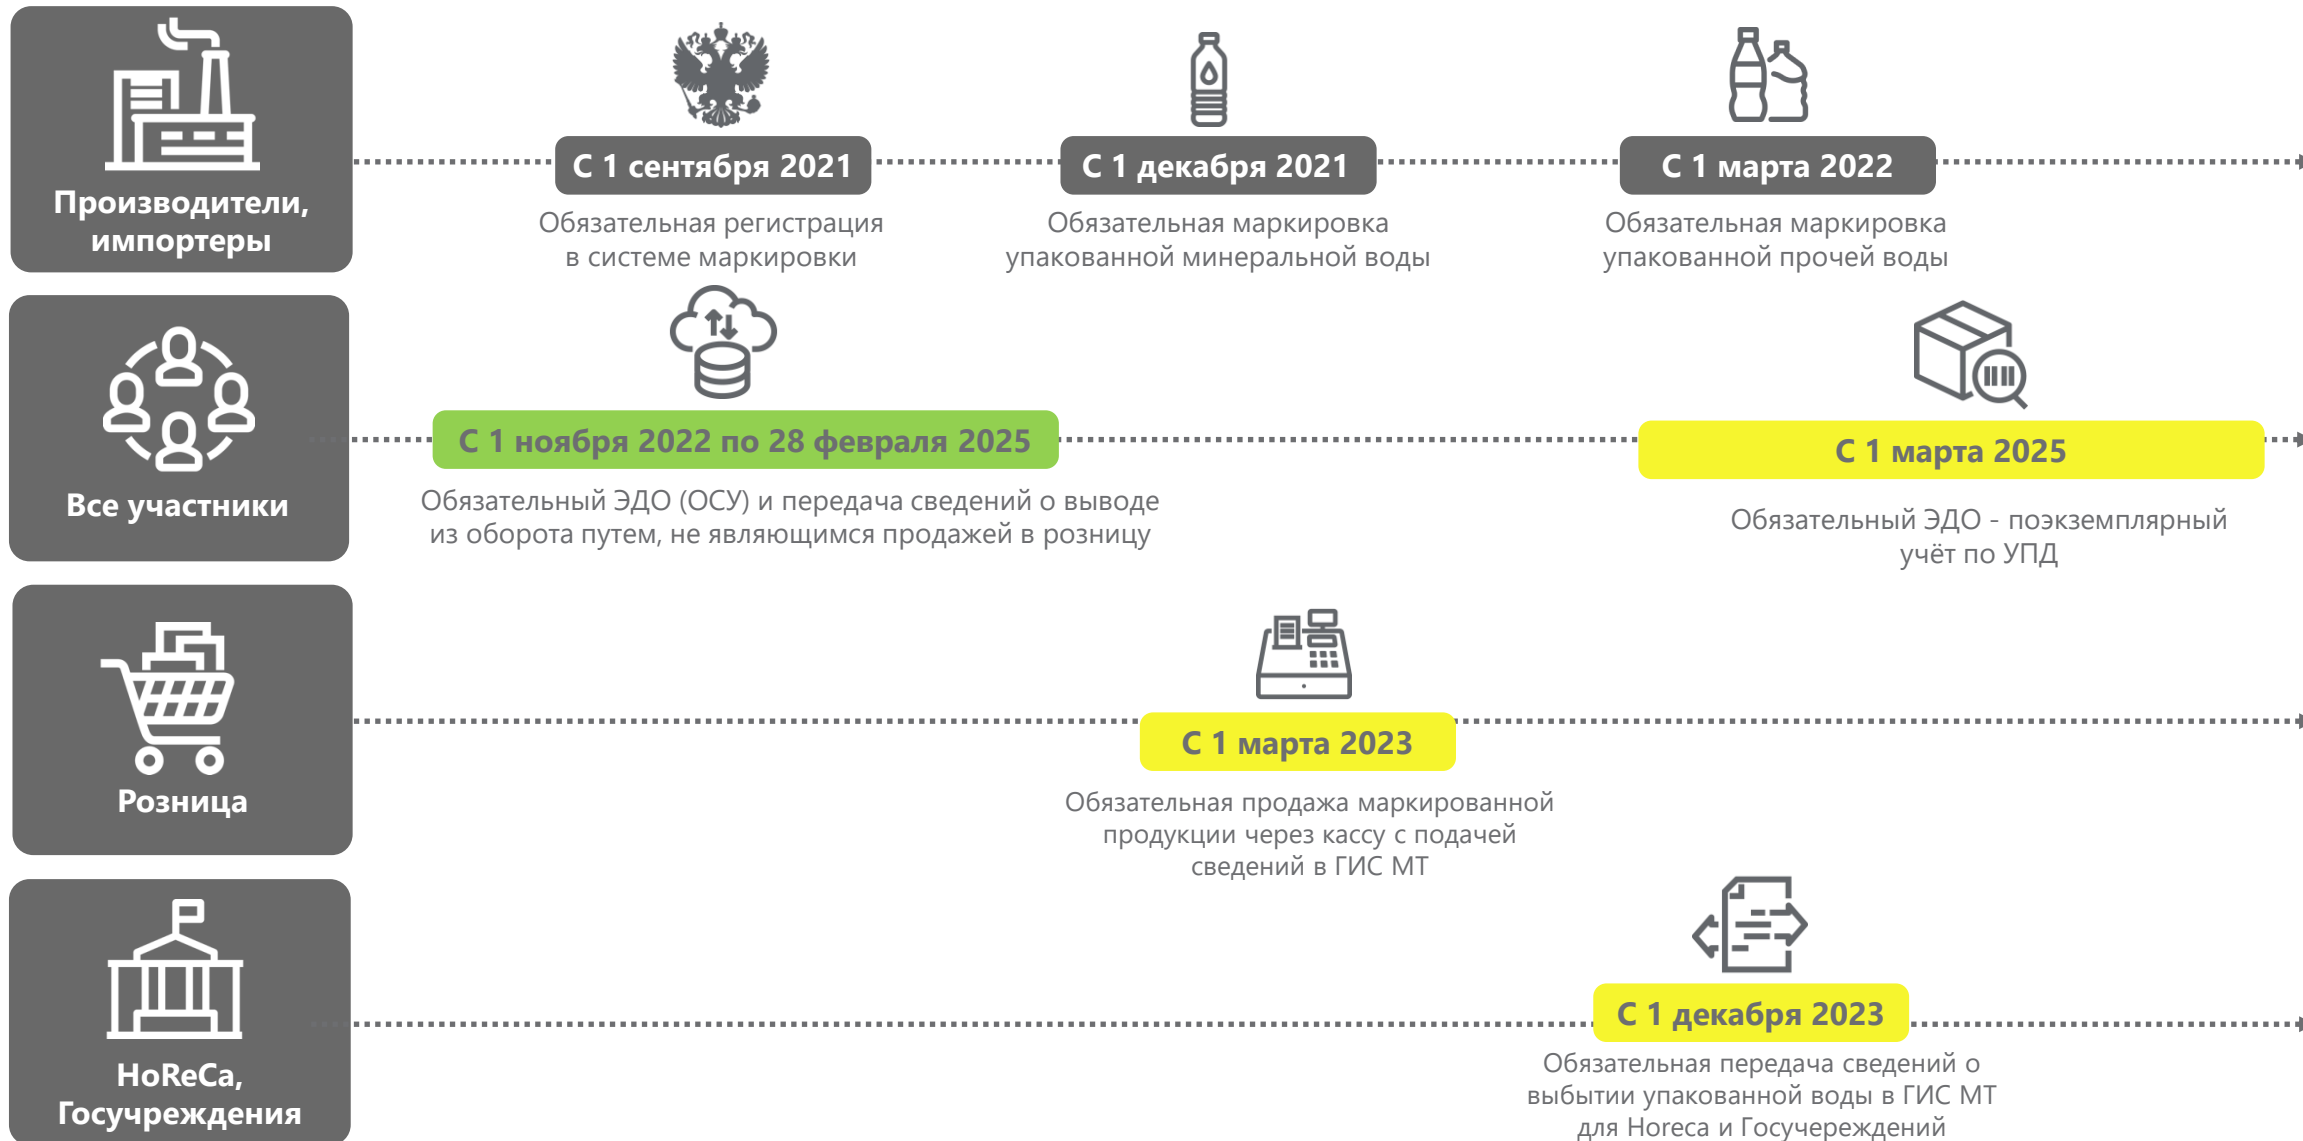 Производители,
импортеры
С 1 сентября 2021
Обязательная регистрация
в системе маркировки
С 1 декабря 2021
Обязательная маркировка
упакованной минеральной воды
С 1 марта 2022
Обязательная маркировка
упакованной прочей воды
Все участники
С 1 ноября 2022 по 28 февраля 2025
Обязательный ЭДО (ОСУ) и передача сведений о выводе
из оборота путем, не являющимся продажей в розницу
С 1 марта 2025
Обязательный ЭДО - поэкземплярный
учёт по УПД
Розница
С 1 марта 2023
Обязательная продажа маркированной
продукции через кассу с подачей
сведений в ГИС МТ
HoReCa,
Госучреждения
С 1 декабря 2023
Обязательная передача сведений о
выбытии упакованной воды в ГИС МТ
для Horeca и Госучереждений